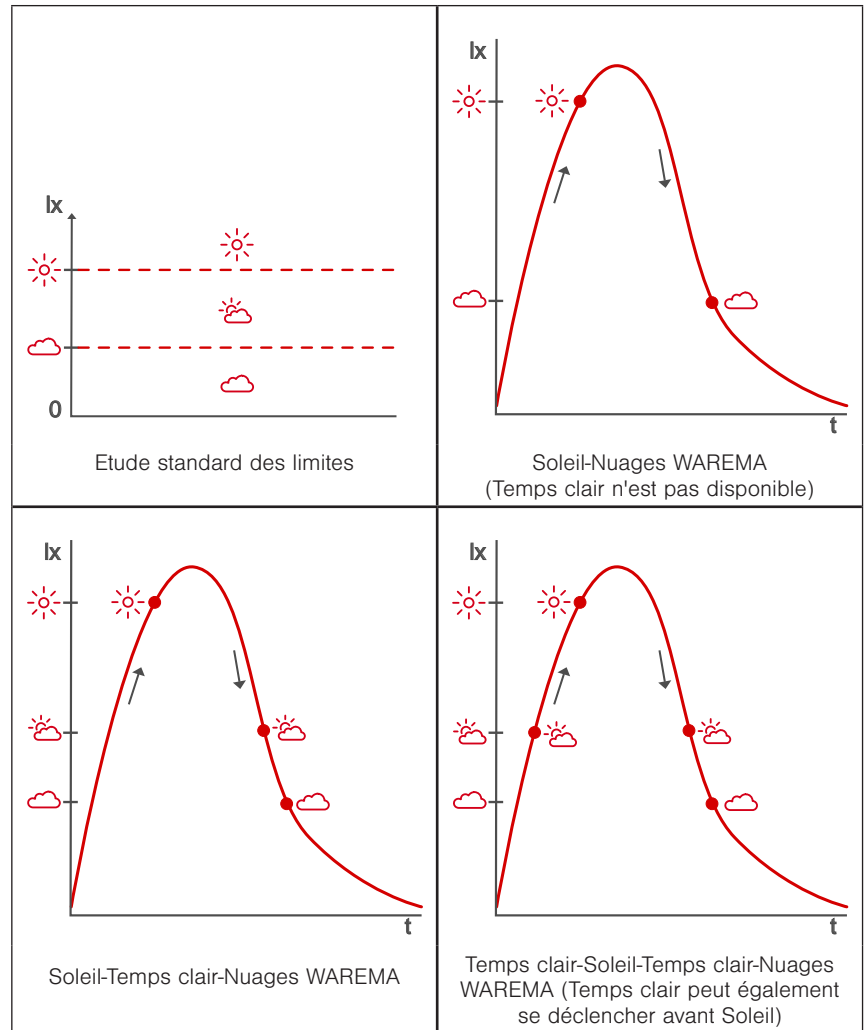 lx
0
Etude standard des limites
lx
t
Soleil-Nuages WAREMA
(Temps clair n'est pas disponible)
lx
t
Soleil-Temps clair-Nuages WAREMA
lx
t
Temps clair-Soleil-Temps clair-Nuages
WAREMA (Temps clair peut également
se déclencher avant Soleil)